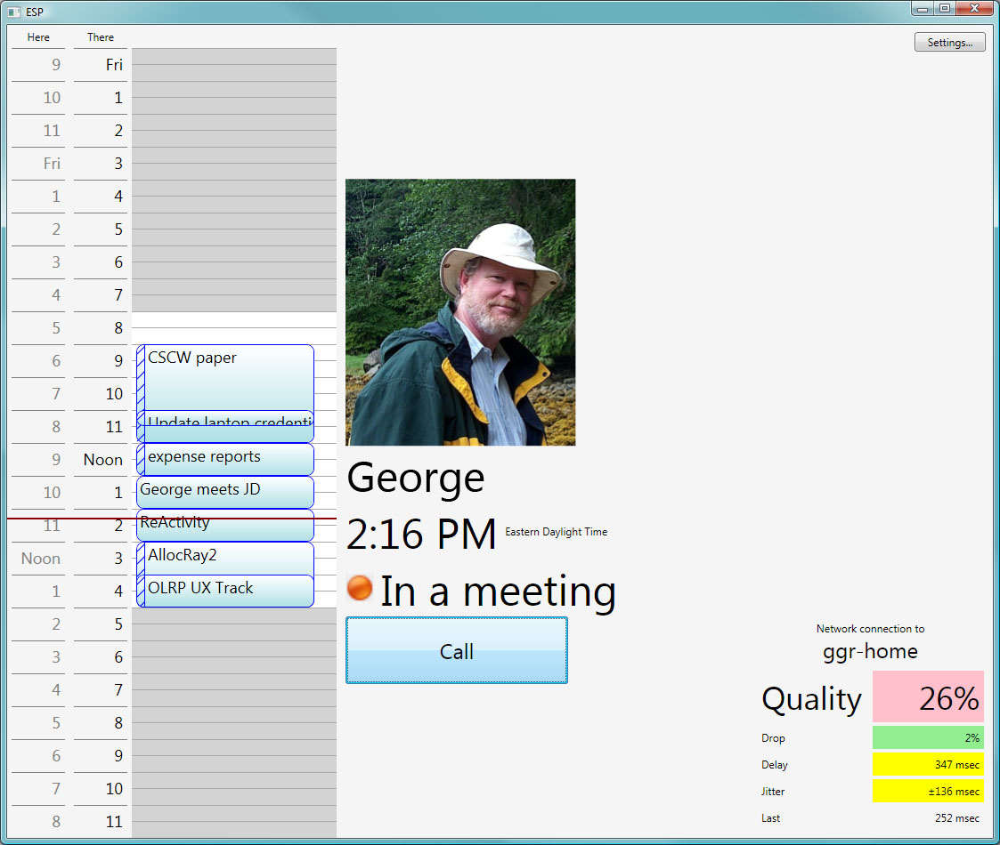 ESP
Here There
Settings...
9 Fri
10 1
11 2
Fri 3
1 4
2 5
3 6
4 7
5 8
6 9 CSCW paper
7 10
8 11 Update laptop credenti
9 Noon expense reports
10 1 George meets JD
11 2 ReActivity
Noon 3 AllocRay2
1 4 OLRP UX Track
2 5
3 6
4 7
5 8
6 9
7 10
8 11
George
2:16 PM Eastern Daylight Time
In a meeting
Call
Network connection to
ggr-home
Quality 26%
Drop 2%
Delay 347 msec
Jitter ±136 msec
Last 252 msec